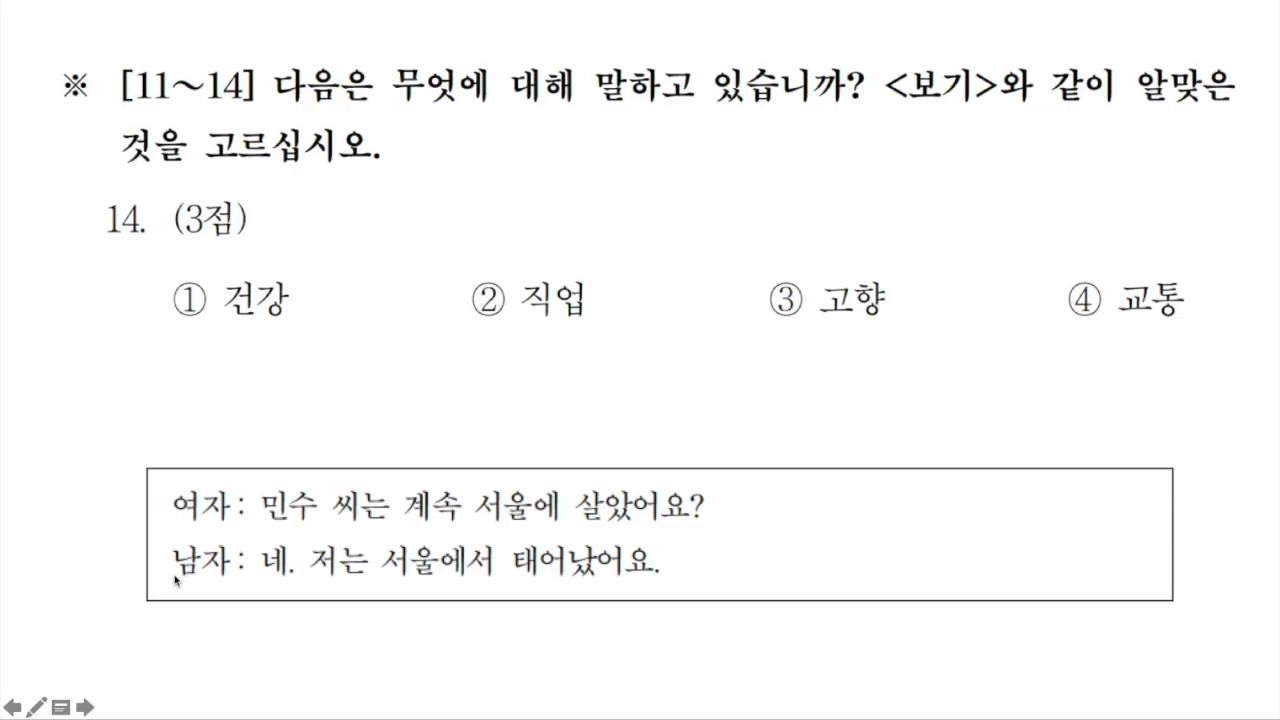 ※ [11～14] 다음은 무엇에 대해 말하고 있습니까? <보기>와 같이 알맞은
것을 고르십시오.
14. (3점)
① 건강 ② 직업 ③ 고향 ④ 교통
여자: 민수 씨는 계속 서울에 살았어요?
남자: 네. 저는 서울에서 태어났어요.